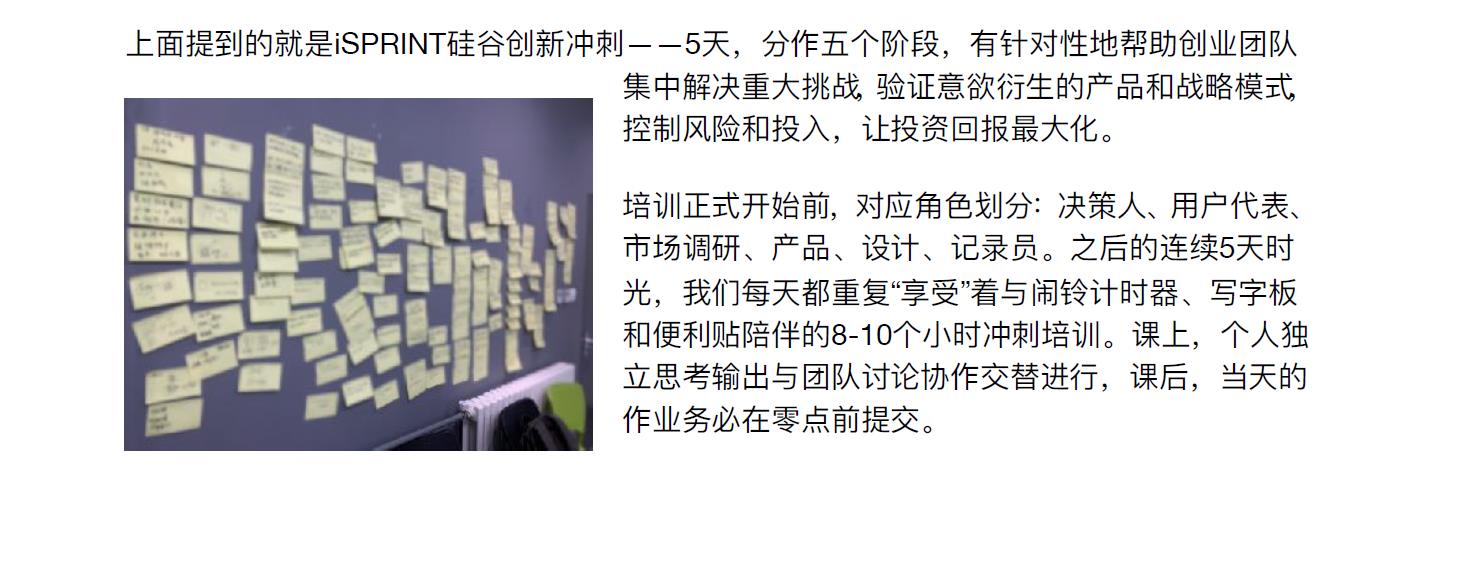 上面提到的就是iSPRINT硅谷创新冲刺——5天，分作五个阶段，有针对性地帮助创业团队
集中解决重大挑战,验证意欲衍生的产品和战略模式,
控制风险和投入，让投资回报最大化。
培训正式开始前，对应角色划分：决策人、用户代表、
市场调研、产品、设计、记录员。之后的连续5天时
光，我们每天都重复“享受”着与闹铃计时器、写字板
和便利贴陪伴的8-10个小时冲刺培训。课上，个人独
立思考输出与团队讨论协作交替进行，课后，当天的
作业务必在零点前提交。